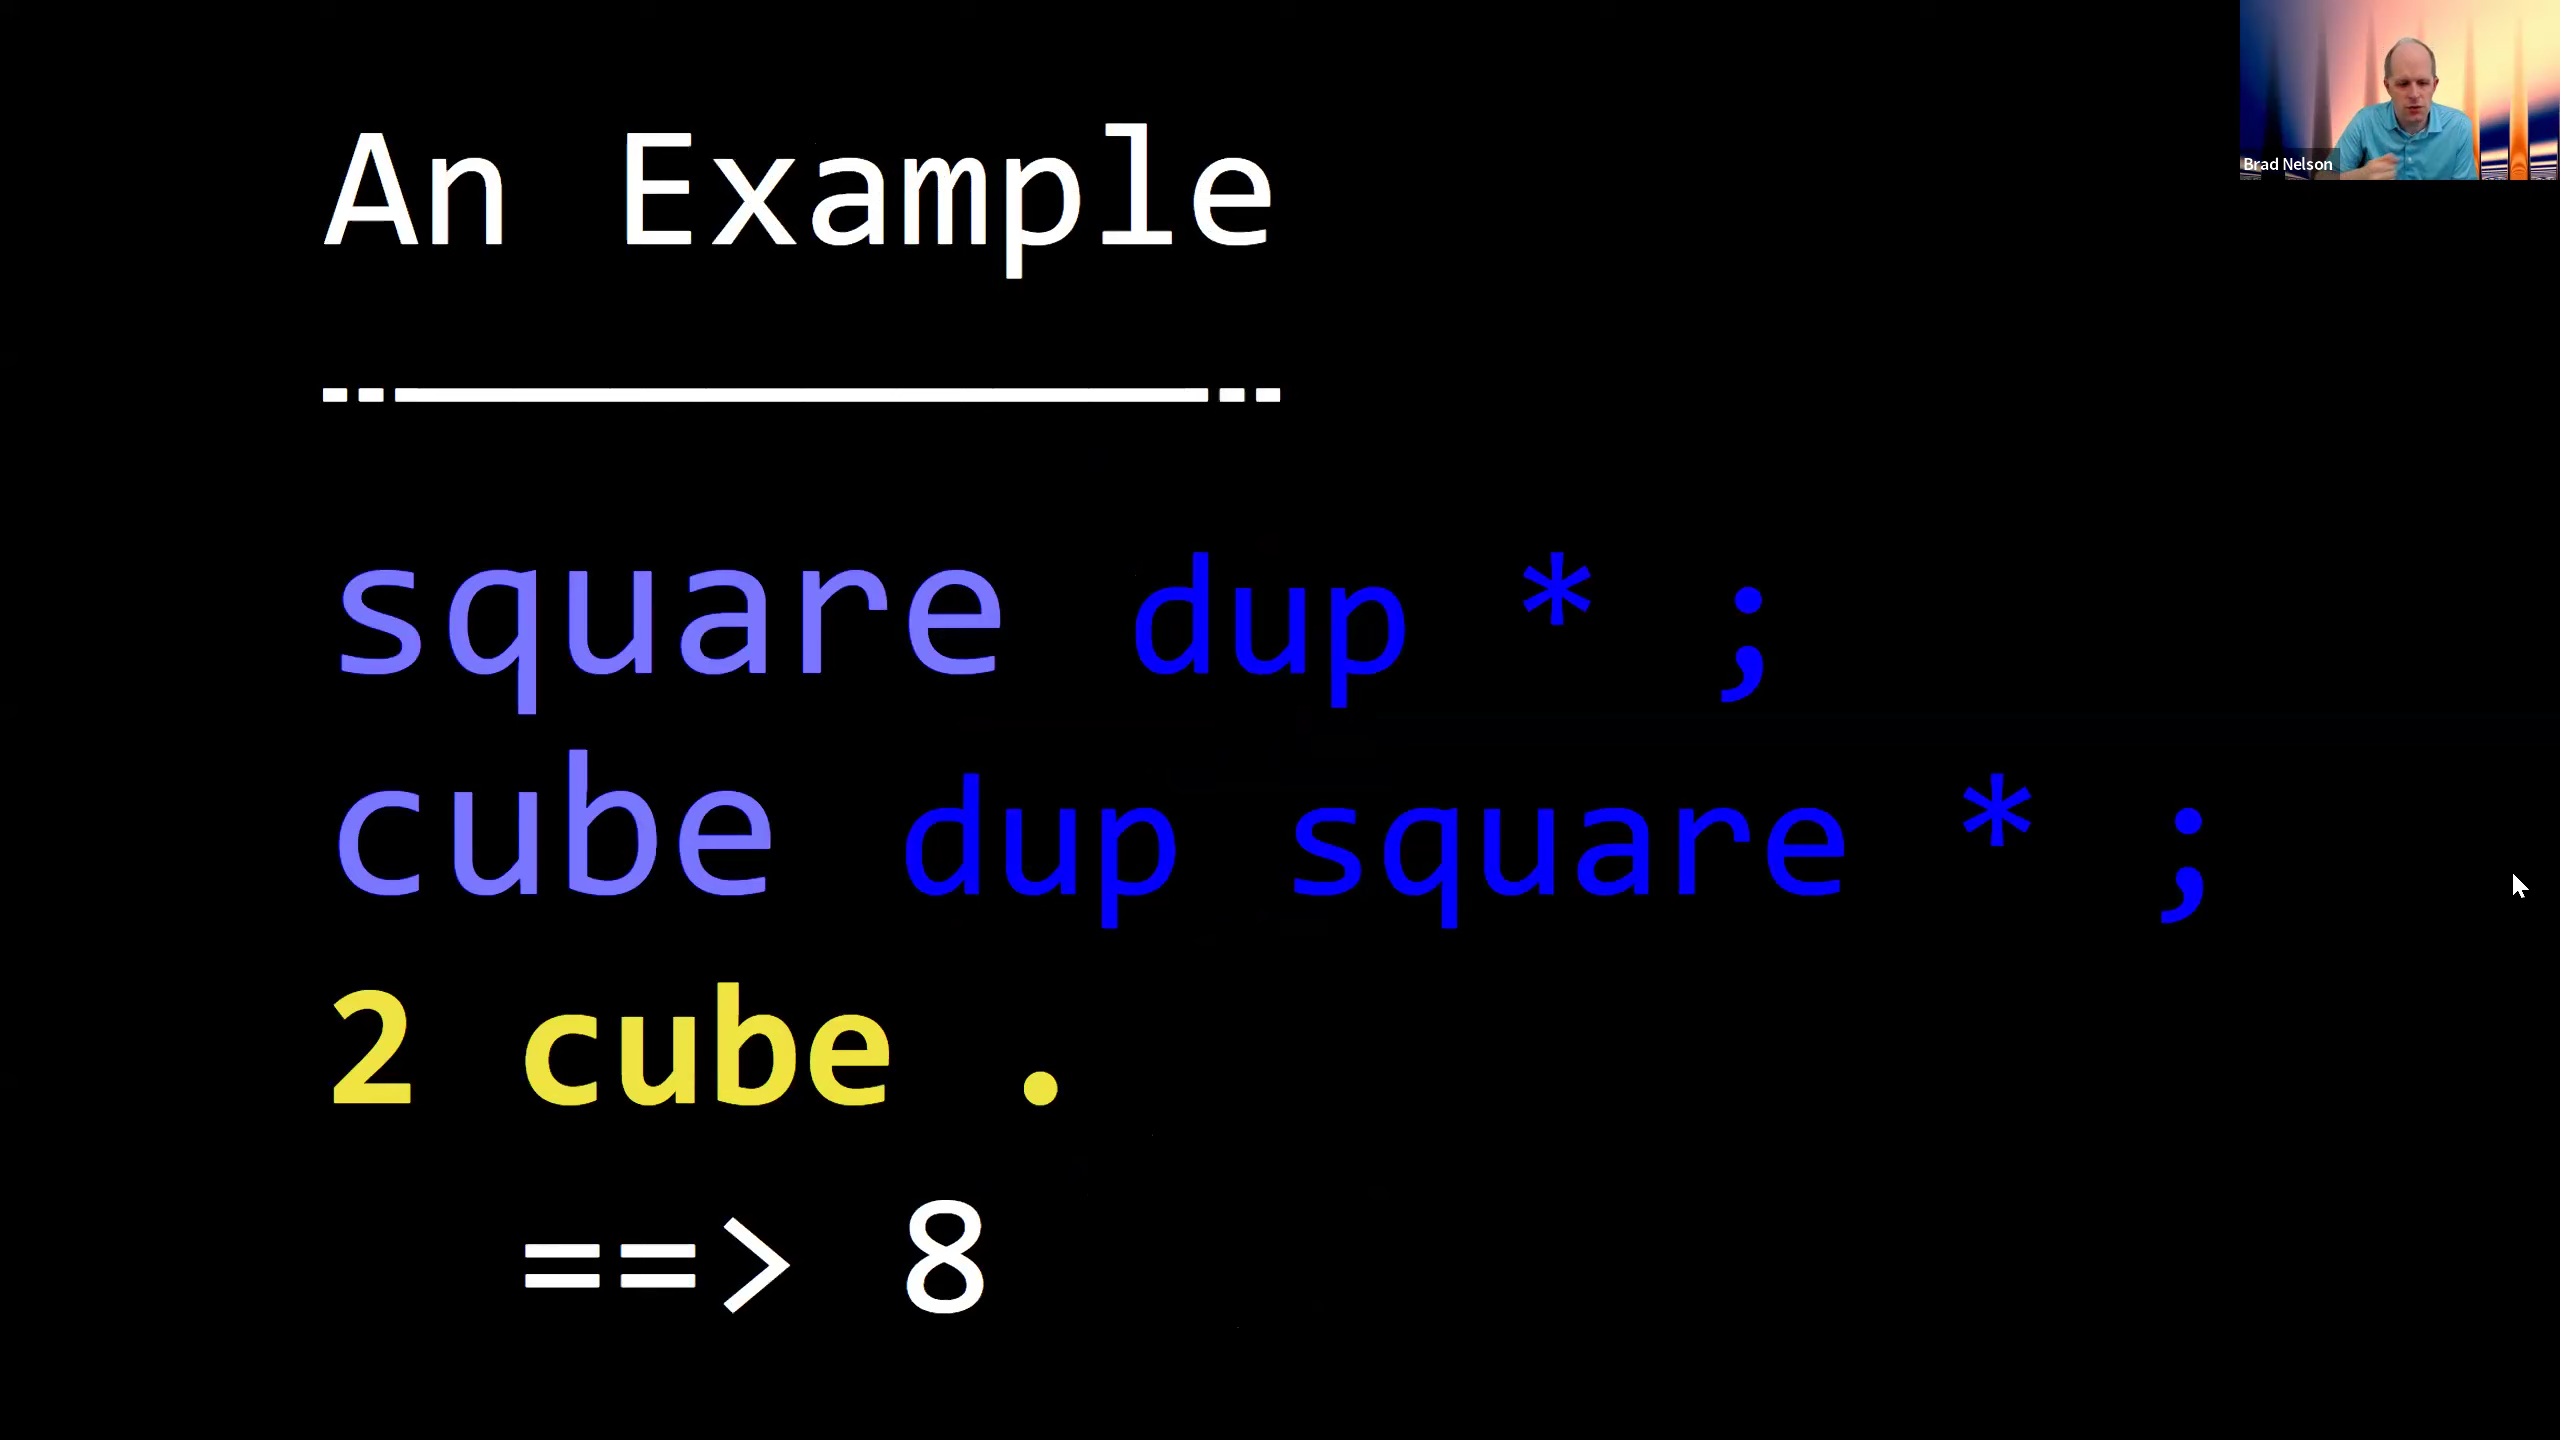 An Example
Brad Nelson
square dup * ;
cube dup square * ;
2 cube .
==> 8